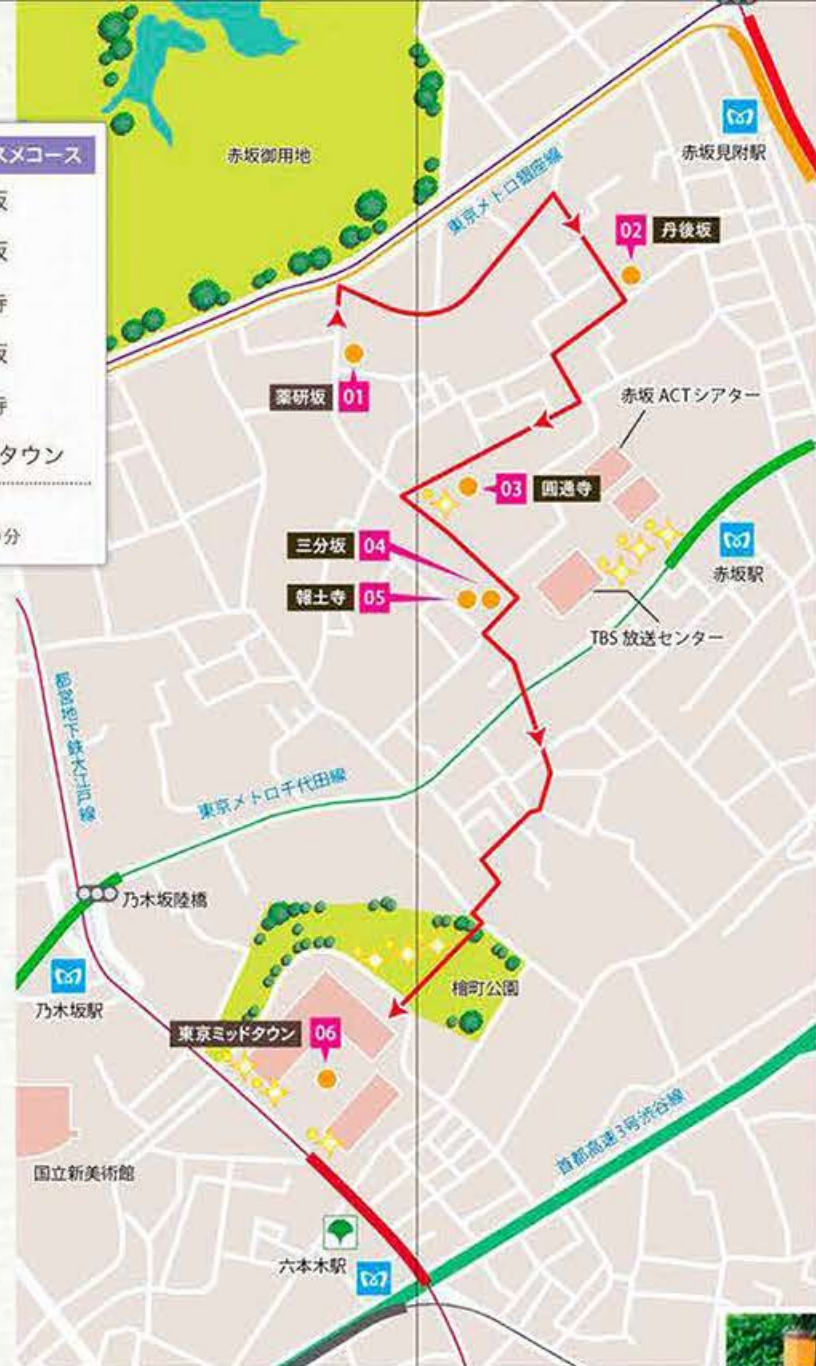 スメコース
坂
坂
寺
坂
寺
タウン
分
赤坂御用地
東京メトロ銀座線
赤坂見附駅
02 丹後坂
薬研坂 01
赤坂 ACTシアター
03 圓通寺
三分坂 04
赤坂駅
報土寺 05
TBS 放送センター
都営地下鉄大江戸線
東京メトロ千代田線
乃木坂陸橋
乃木坂駅
檜町公園
東京ミッドタウン 06
首都高速3号渋谷線
国立新美術館
六本木駅